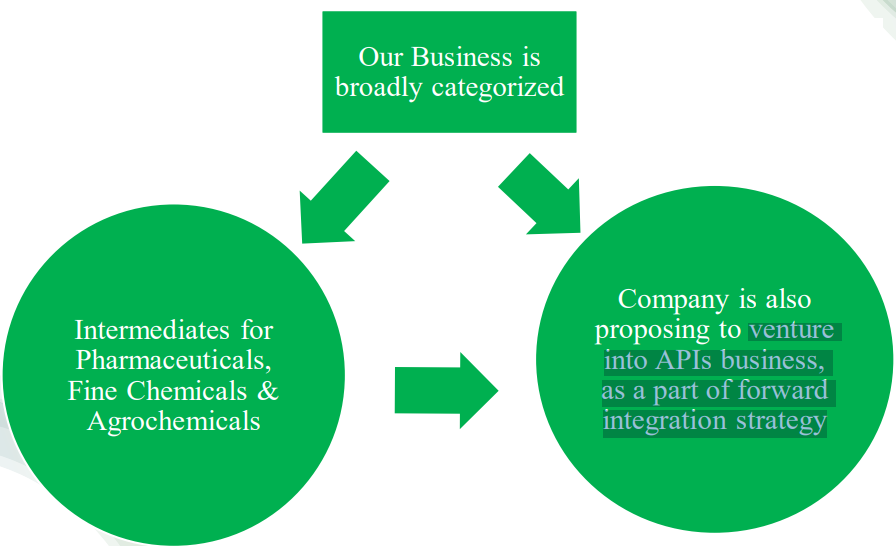 Our Business is
broadly categorized
Intermediates for
Pharmaceuticals,
Fine Chemicals &
Agrochemicals
Company is also
proposing to venture
into APIs business,
as a part of forward
integration strategy